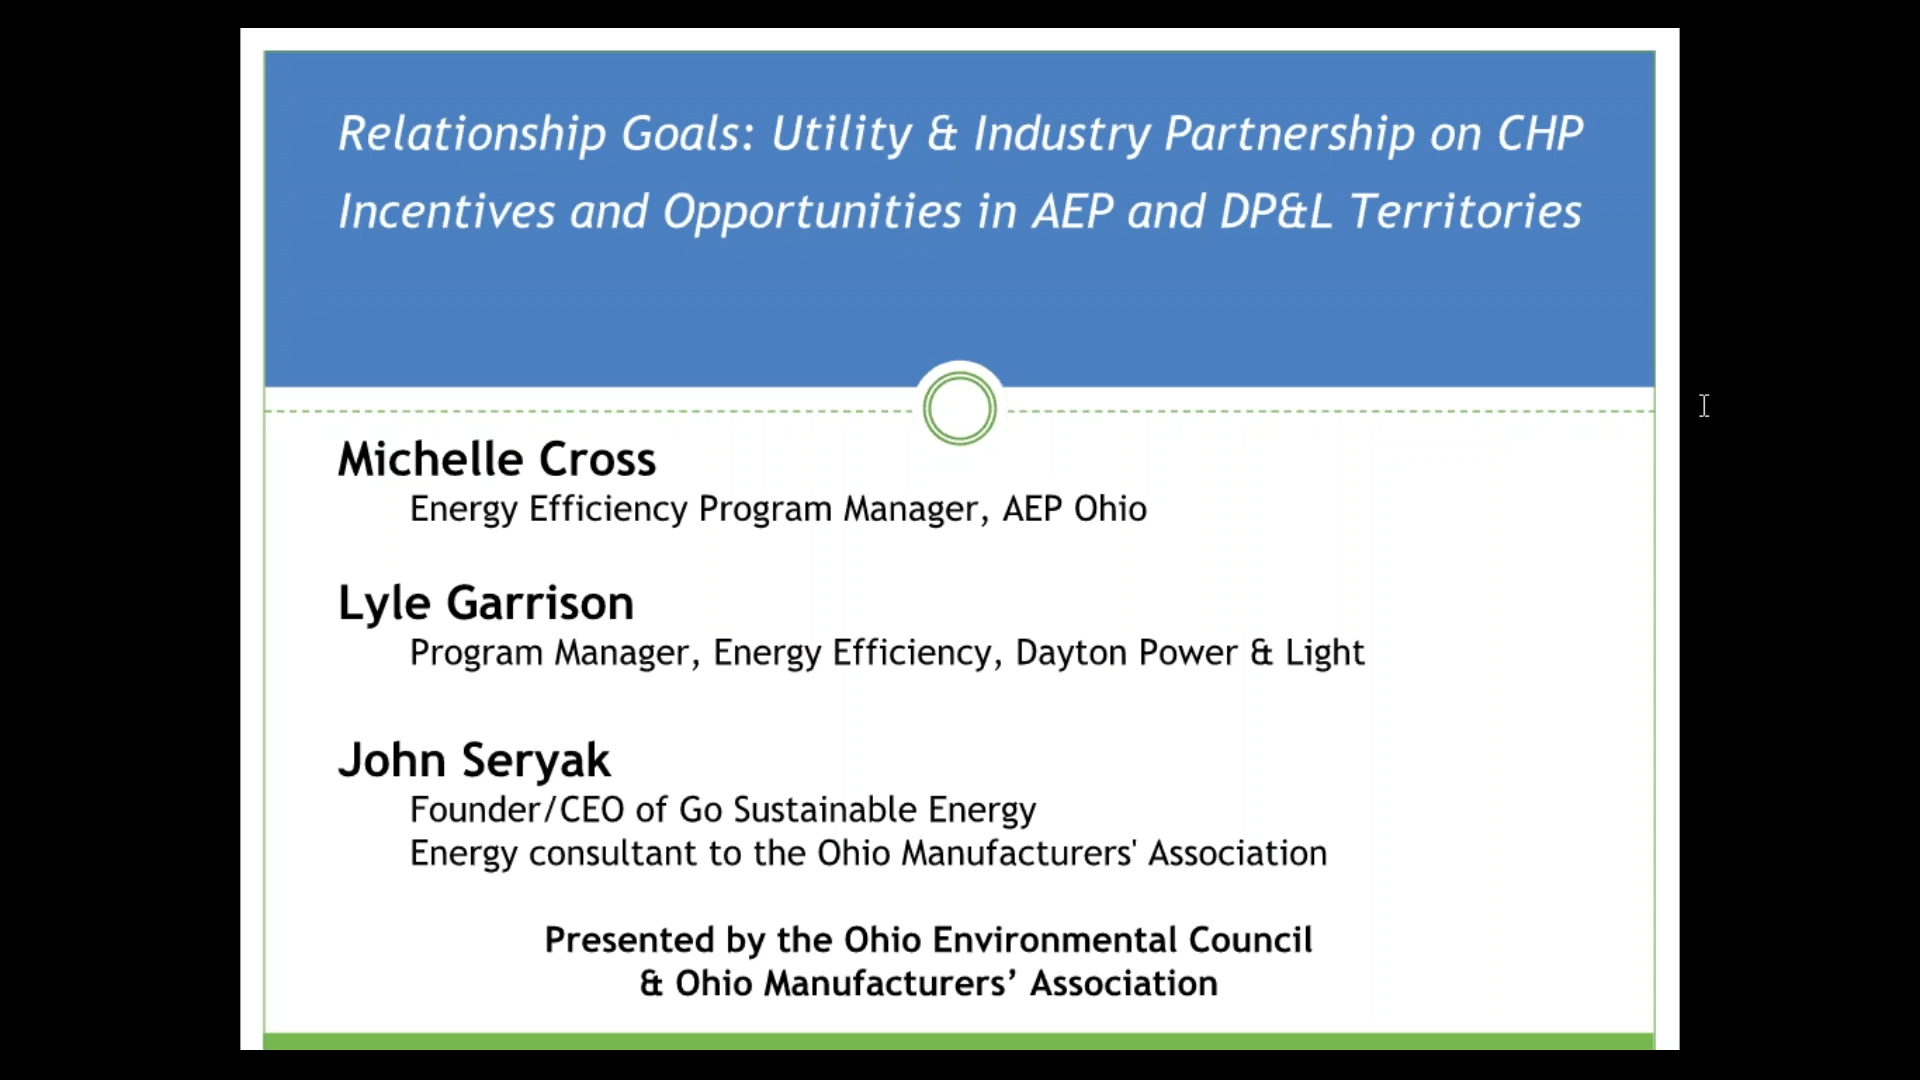 Relationship Goals: Utility & Industry Partnership on CHP
Incentives and Opportunities in AEP and DP&L Territories
Michelle Cross
Energy Efficiency Program Manager, AEP Ohio
Lyle Garrison
Program Manager, Energy Efficiency, Dayton Power & Light
John Seryak
Founder/CEO of Go Sustainable Energy
Energy consultant to the Ohio Manufacturers' Association
Presented by the Ohio Environmental Council
& Ohio Manufacturers’ Association